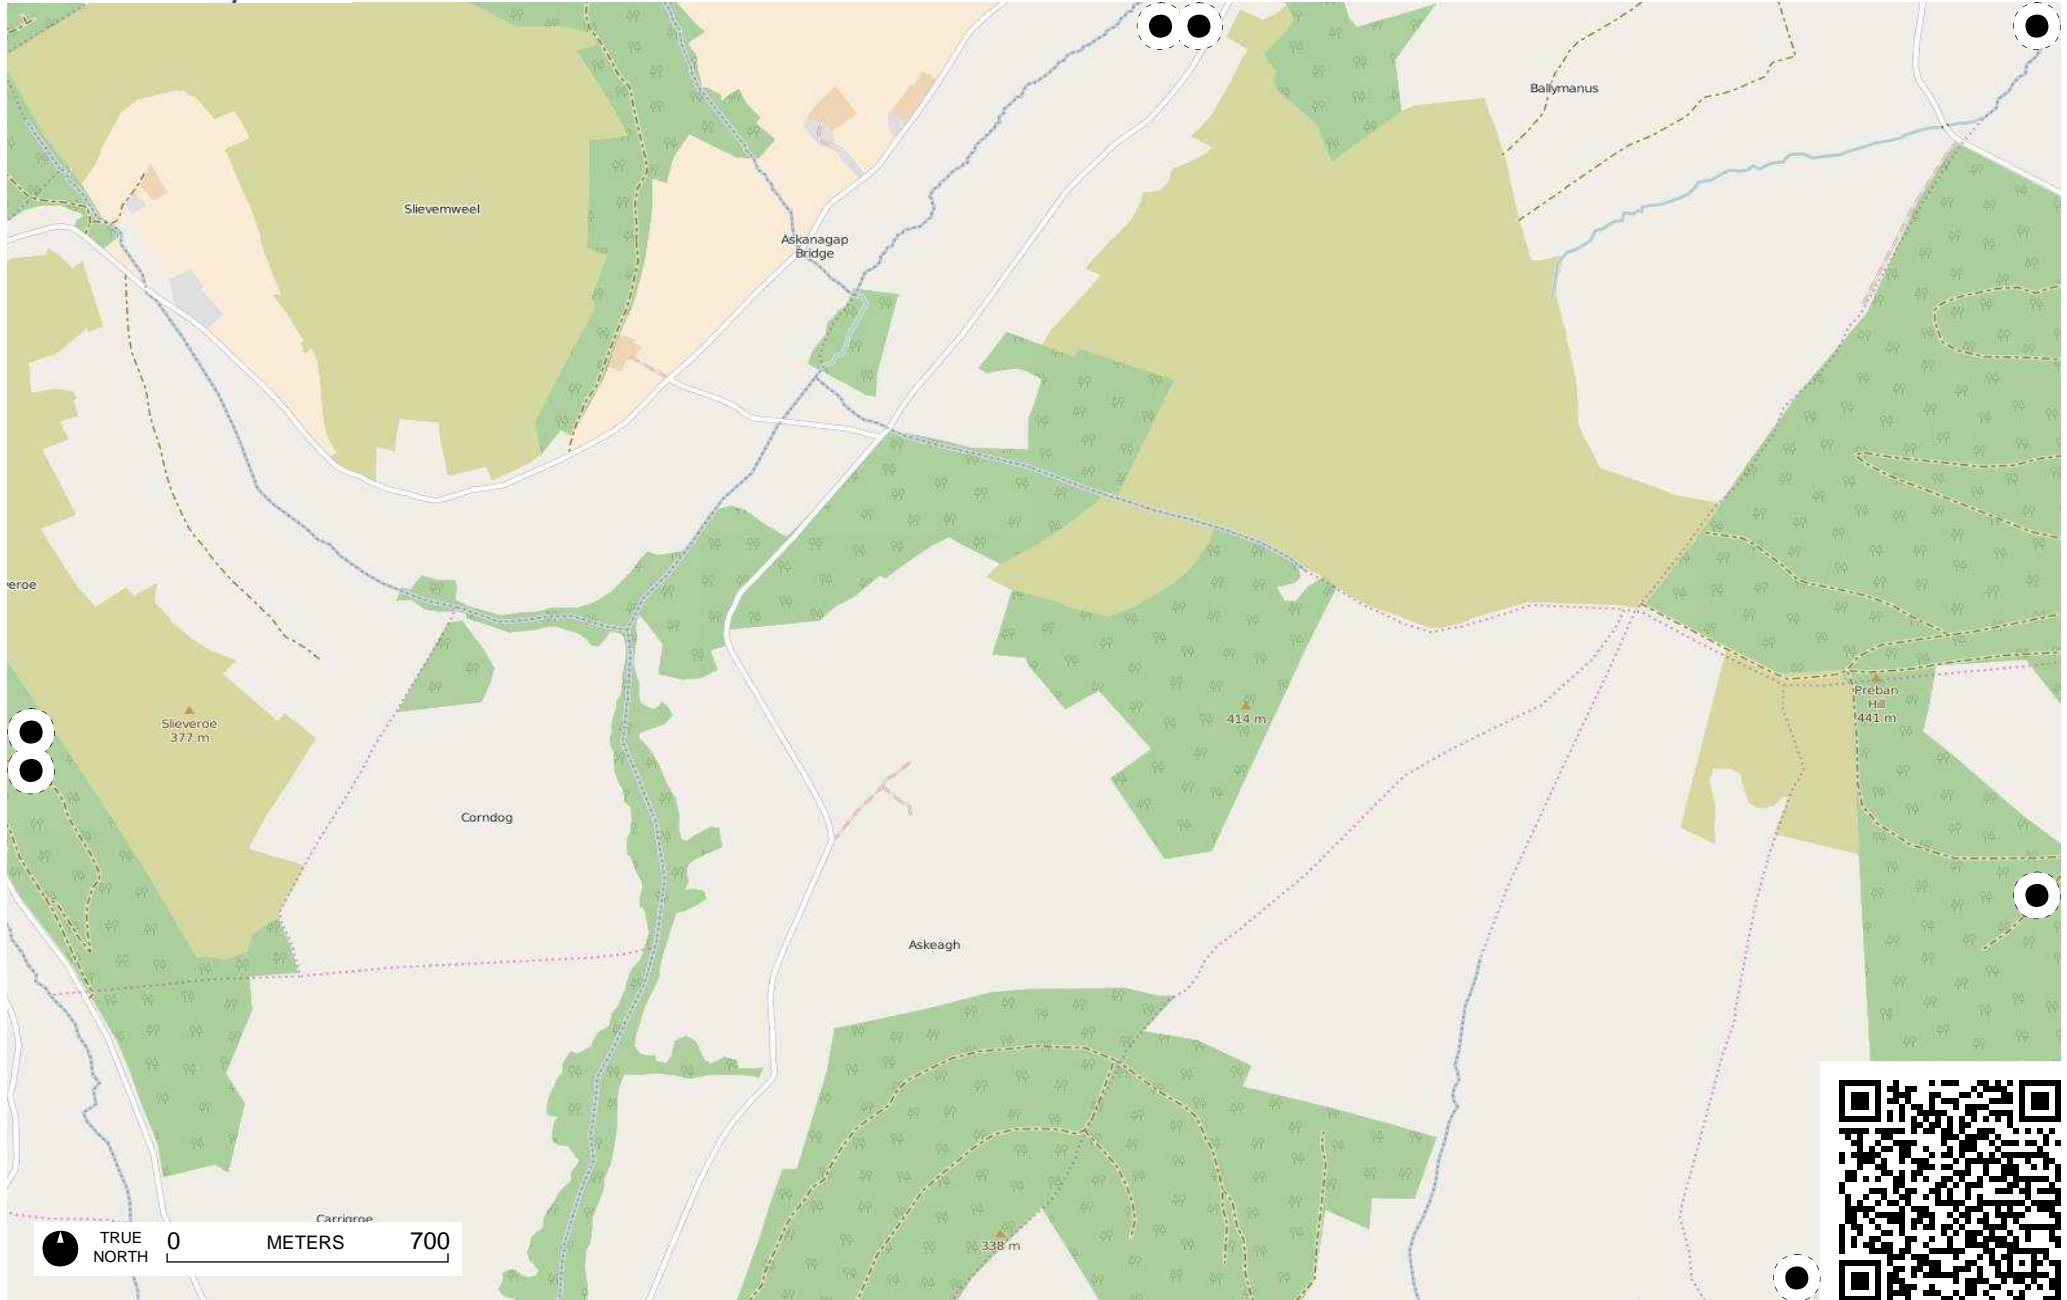 Ballymanus
Slievemweel
Askanagap
Bridge
eroe
Preban
Hill
441 m
Slieveroe
377 m
414 m
Corndog
Askeagh
Carrigroe
338 m
TRUE
NORTH
0
METERS
700